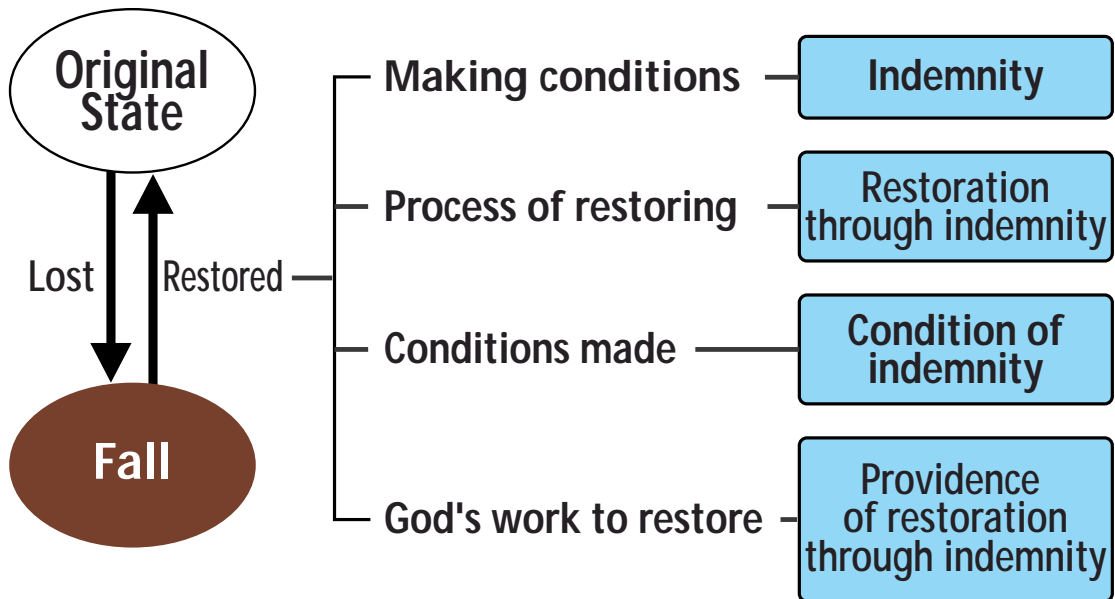 Original
State
Lost
Restored
Fall
Making conditions
Indemnity
Process of restoring
Restoration
through indemnity
Conditions made
Condition of
indemnity
God's work to restore
Providence
of restoration
through indemnity